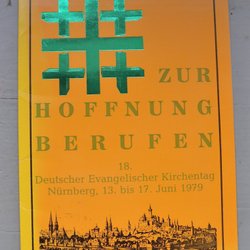 ZUR
HOFFNUNG
BERUFEN
18.
Deutscher Evangelischer Kirchentag
Nürnberg, 13. bis 17. Juni 1979